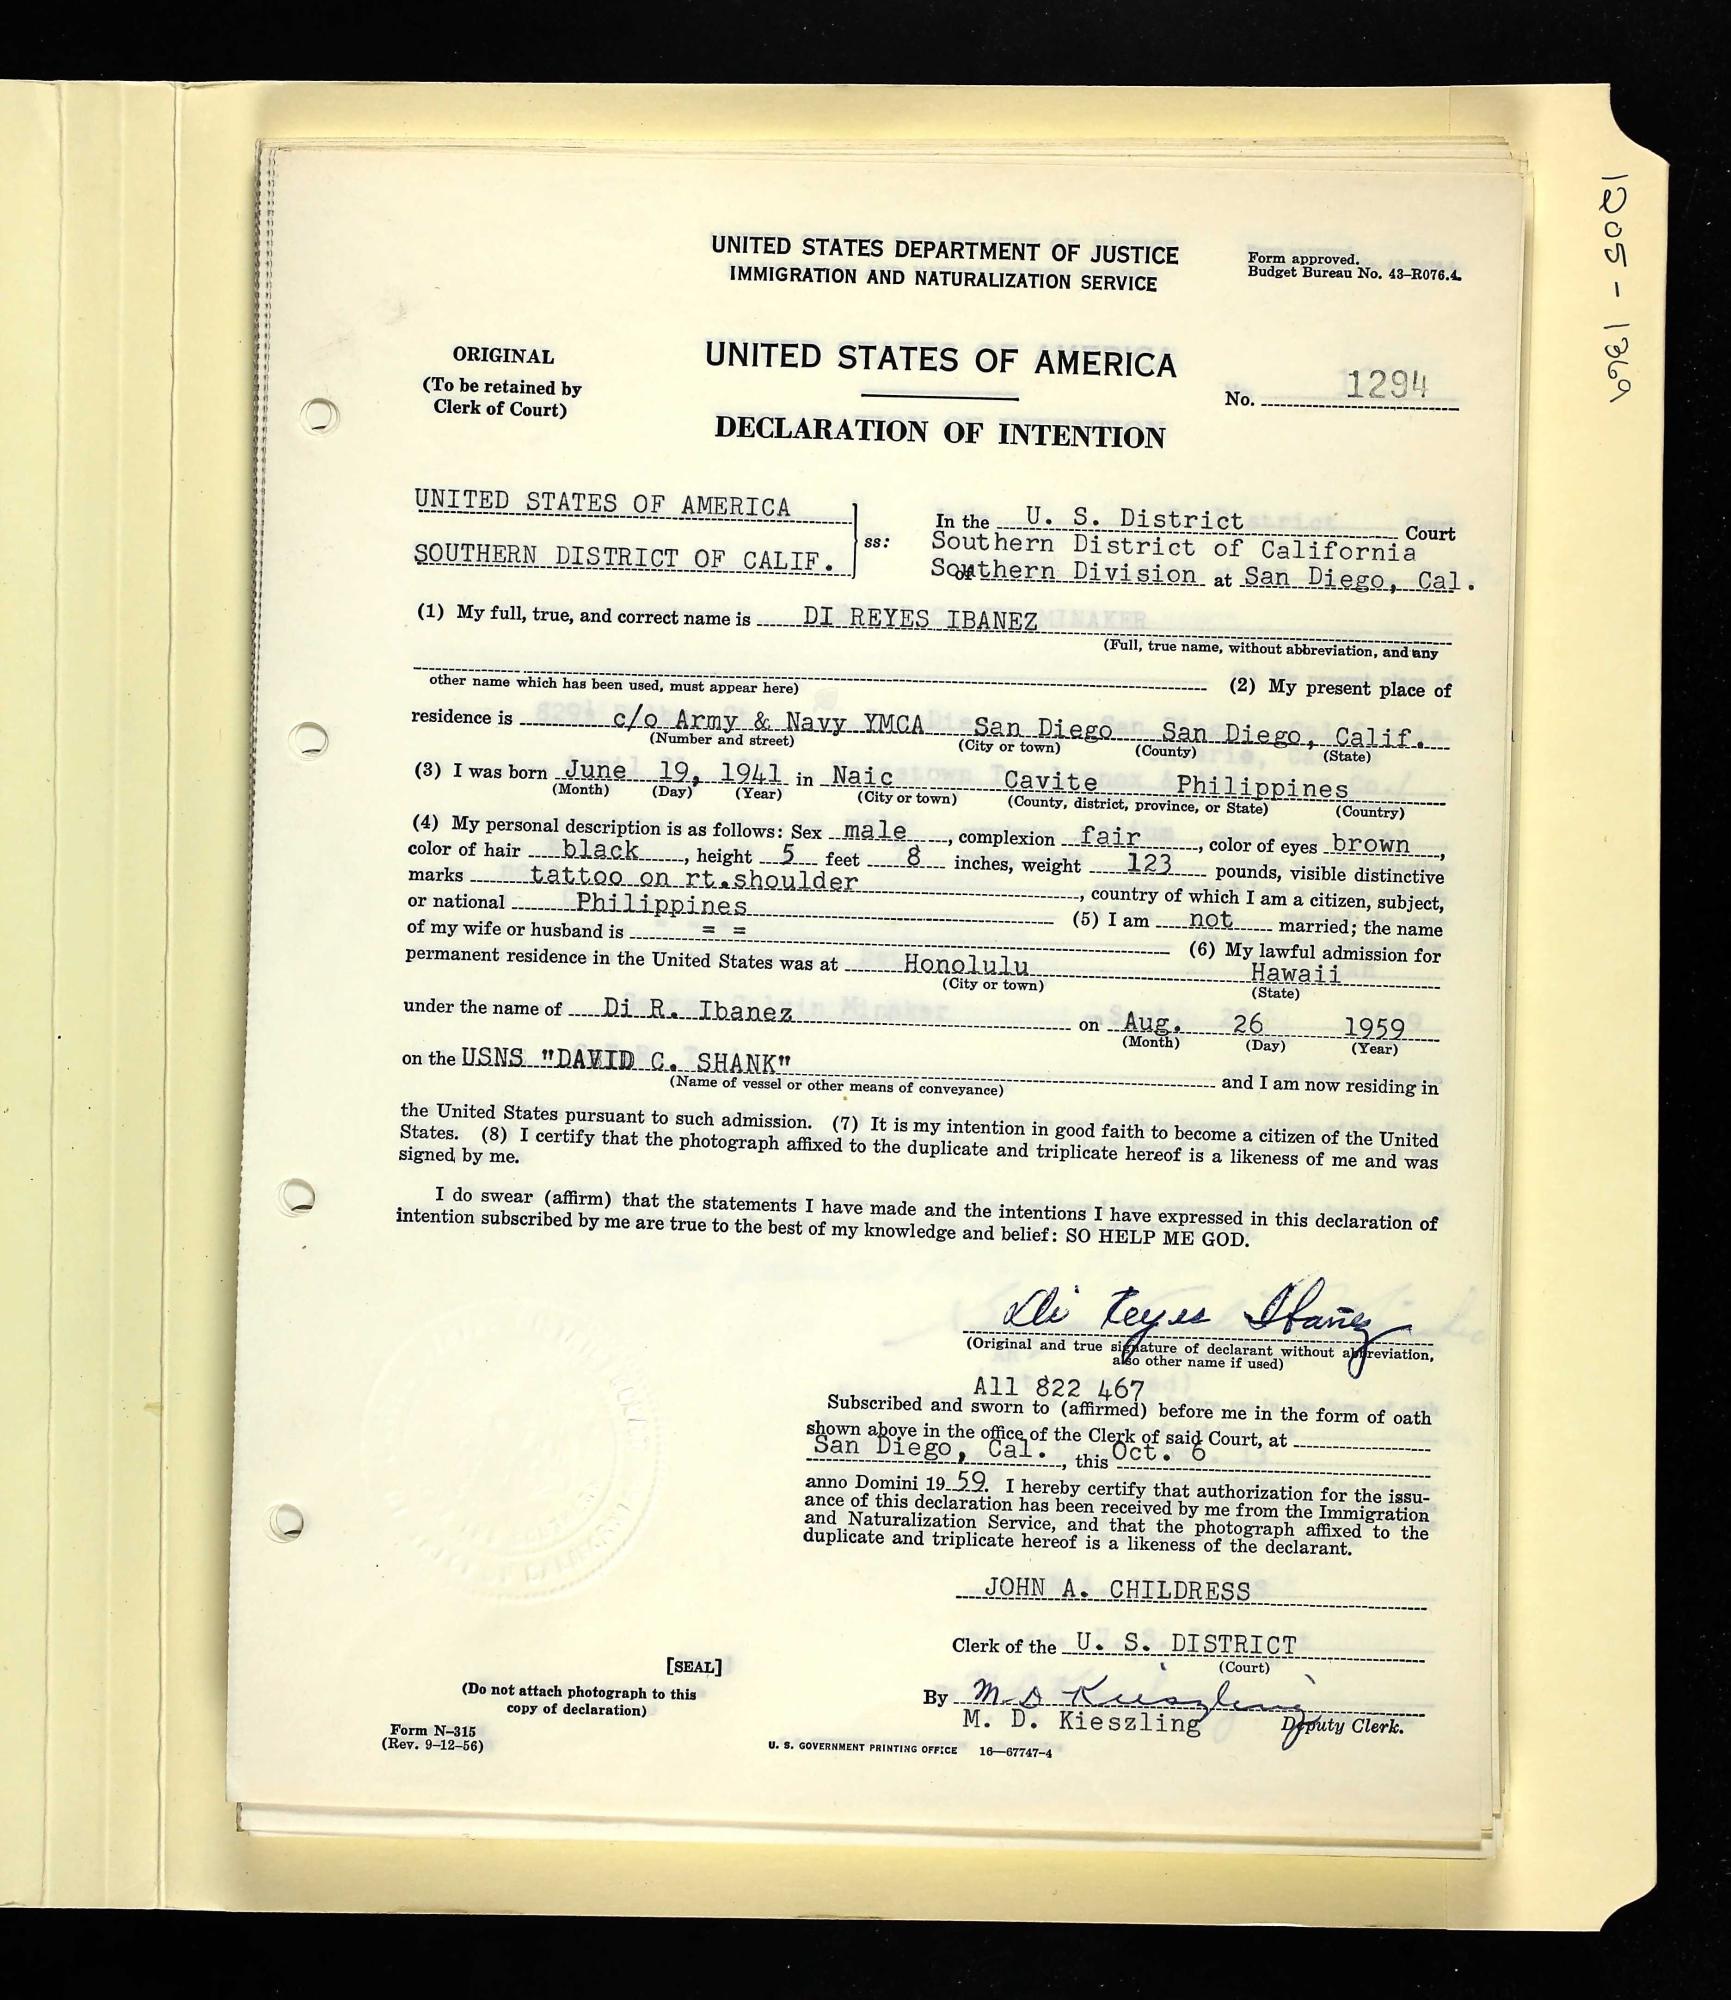 1205 - 1369
UNITED STATES DEPARTMENT OF JUSTICE
IMMIGRATION AND NATURALIZATION SERVICE
Form approved.
Budget Bureau No. 43–R076.4.
ORIGINAL
(To be retained by
Clerk of Court)
UNITED STATES OF AMERICA
No. 1294
DECLARATION OF INTENTION
UNITED STATES OF AMERICA
SOUTHERN DISTRICT OF CALIF.
ss:
In the U. S. District Court
Southern District of California
of Southern Division at San Diego, Cal.
(1) My full, true, and correct name is DI REYES IBANEZ
(Full, true name, without abbreviation, and any
other name which has been used, must appear here) (2) My present place of
residence is c/o Army & Navy YMCA San Diego San Diego, Calif.
(Number and street) (City or town) (County) (State)
(3) I was born June 19, 1941 in Naic Cavite Philippines
(Month) (Day) (Year) (City or town) (County, district, province, or State) (Country)
(4) My personal description is as follows: Sex male, complexion fair, color of eyes brown,
color of hair black, height 5 feet 8 inches, weight 123 pounds, visible distinctive
marks tattoo on rt.shoulder, country of which I am a citizen, subject,
or national Philippines (5) I am not married; the name
of my wife or husband is = = (6) My lawful admission for
permanent residence in the United States was at Honolulu Hawaii
(City or town) (State)
under the name of Di R. Ibanez on Aug. 26 1959
(Month) (Day) (Year)
on the USNS "DAVID C. SHANK" and I am now residing in
(Name of vessel or other means of conveyance)
the United States pursuant to such admission. (7) It is my intention in good faith to become a citizen of the United
States. (8) I certify that the photograph affixed to the duplicate and triplicate hereof is a likeness of me and was
signed by me.
I do swear (affirm) that the statements I have made and the intentions I have expressed in this declaration of
intention subscribed by me are true to the best of my knowledge and belief: SO HELP ME GOD.
Di Reyes Ibañez
(Original and true signature of declarant without abbreviation,
also other name if used)
A11 822 467
Subscribed and sworn to (affirmed) before me in the form of oath
shown above in the office of the Clerk of said Court, at
San Diego, Cal., this Oct. 6
anno Domini 1959. I hereby certify that authorization for the issu-
ance of this declaration has been received by me from the Immigration
and Naturalization Service, and that the photograph affixed to the
duplicate and triplicate hereof is a likeness of the declarant.
JOHN A. CHILDRESS
Clerk of the U. S. DISTRICT
(Court)
[SEAL]
By M. D. Kieszling
M. D. Kieszling Deputy Clerk.
(Do not attach photograph to this
copy of declaration)
Form N–315
(Rev. 9–12–56)
U. S. GOVERNMENT PRINTING OFFICE 16—67747-4